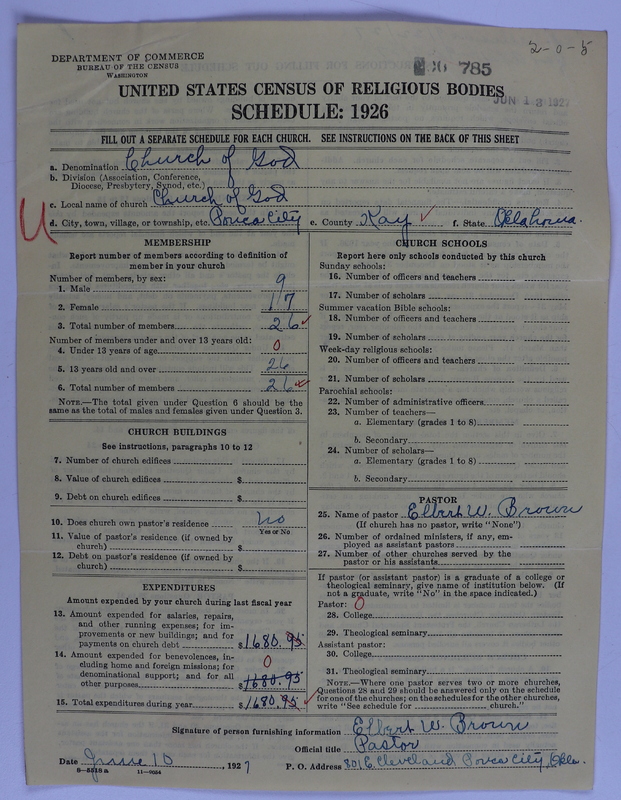 2-0-5
DEPARTMENT OF COMMERCE
BUREAU OF THE CENSUS
WASHINGTON
785
UNITED STATES CENSUS OF RELIGIOUS BODIES
JUN 13 1927
SCHEDULE: 1926
FILL OUT A SEPARATE SCHEDULE FOR EACH CHURCH. SEE INSTRUCTIONS ON THE BACK OF THIS SHEET
a. Denomination Church of God
b. Division (Association, Conference,
Diocese, Presbytery, Synod, etc.)
c. Local name of church Church of God
U
d. City, town, village, or township, etc. Ponca City e. County Kay ✓ f. State Oklahoma.
MEMBERSHIP
Report number of members according to definition of
member in your church
Number of members, by sex:
1. Male 9
2. Female 17
3. Total number of members 26 ✓
Number of members under and over 13 years old:
4. Under 13 years of age 0
5. 13 years old and over 26
6. Total number of members 26 ✓
NOTE.—The total given under Question 6 should be
same as the total of males and females given under Question 3.
CHURCH BUILDINGS
See instructions, paragraphs 10 to 12
7. Number of church edifices
8. Value of church edifices $
9. Debt on church edifices $
10. Does church own pastor's residence no
Yes or No
11. Value of pastor's residence (if owned by
church) $
12. Debt on pastor's residence (if owned by
church) $
EXPENDITURES
Amount expended by your church during last fiscal year
13. Amount expended for salaries, repairs,
and other running expenses; for im-
provements or new buildings; and for
payments on church debt $1680.95
14. Amount expended for benevolences, in-
cluding home and foreign missions; for
denominational support; and for all
other purposes 0 $1680.95
15. Total expenditures during year $1680.95 ✓
CHURCH SCHOOLS
Report here only schools conducted by this church
Sunday schools:
16. Number of officers and teachers
17. Number of scholars
Summer vacation Bible schools:
18. Number of officers and teachers
19. Number of scholars
Week-day religious schools:
20. Number of officers and teachers
21. Number of scholars
Parochial schools:
22. Number of administrative officers
23. Number of teachers—
a. Elementary (grades 1 to 8)
b. Secondary
24. Number of scholars—
a. Elementary (grades 1 to 8)
b. Secondary $
PASTOR
25. Name of pastor Elbert W. Brown
(If church has no pastor, write "None")
26. Number of ordained ministers, if any, em-
ployed as assistant pastors
27. Number of other churches served by the
pastor or his assistants
If pastor (or assistant pastor) is a graduate of a college or
theological seminary, give name of institution below. (If
not a graduate, write "No" in the space indicated.)
Pastor: 0
28. College
29. Theological seminary
Assistant pastor:
30. College
31. Theological seminary
NOTE.—Where one pastor serves two or more churches,
Questions 28 and 29 should be answered only on the schedule
for one of the churches; on the schedules for the other churches,
write "See schedule for church."
Signature of person furnishing information Elbert W. Brown
Official title Pastor
Date June 10, 1927 P. O. Address 801 E. Cleveland Ponca City, Okla.
8-5518 a 11-9054